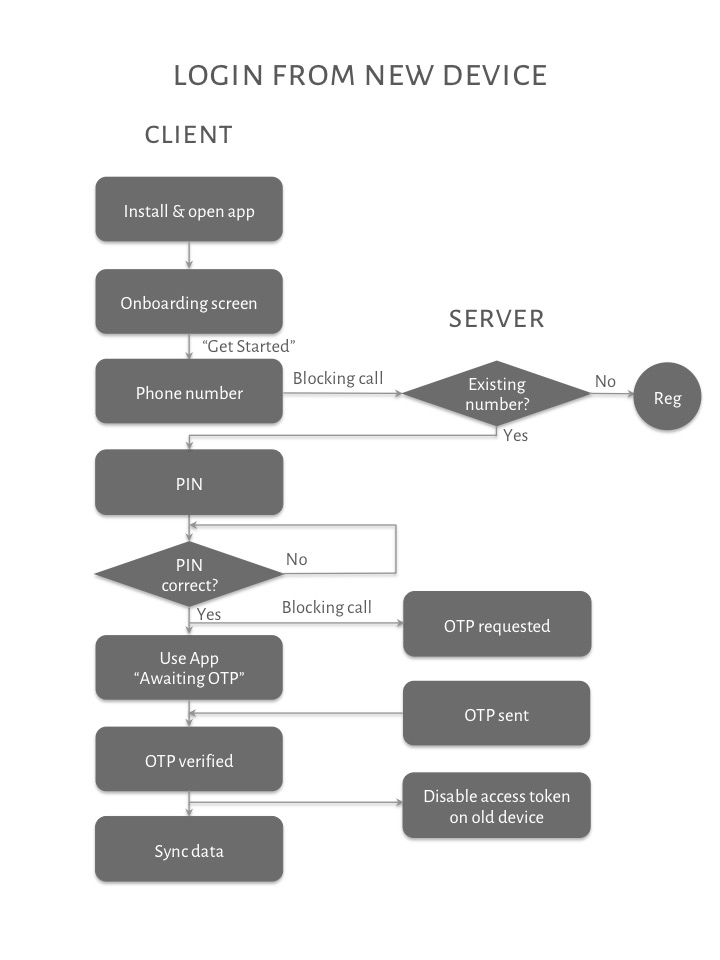 LOGIN FROM NEW DEVICE
CLIENT
Install & open app
Onboarding screen
SERVER
“Get Started”
Blocking call
Phone number
Existing
number?
No
Reg
Yes
PIN
PIN
correct?
No
Yes
Blocking call
OTP requested
Use App
“Awaiting OTP”
OTP sent
OTP verified
Disable access token
on old device
Sync data